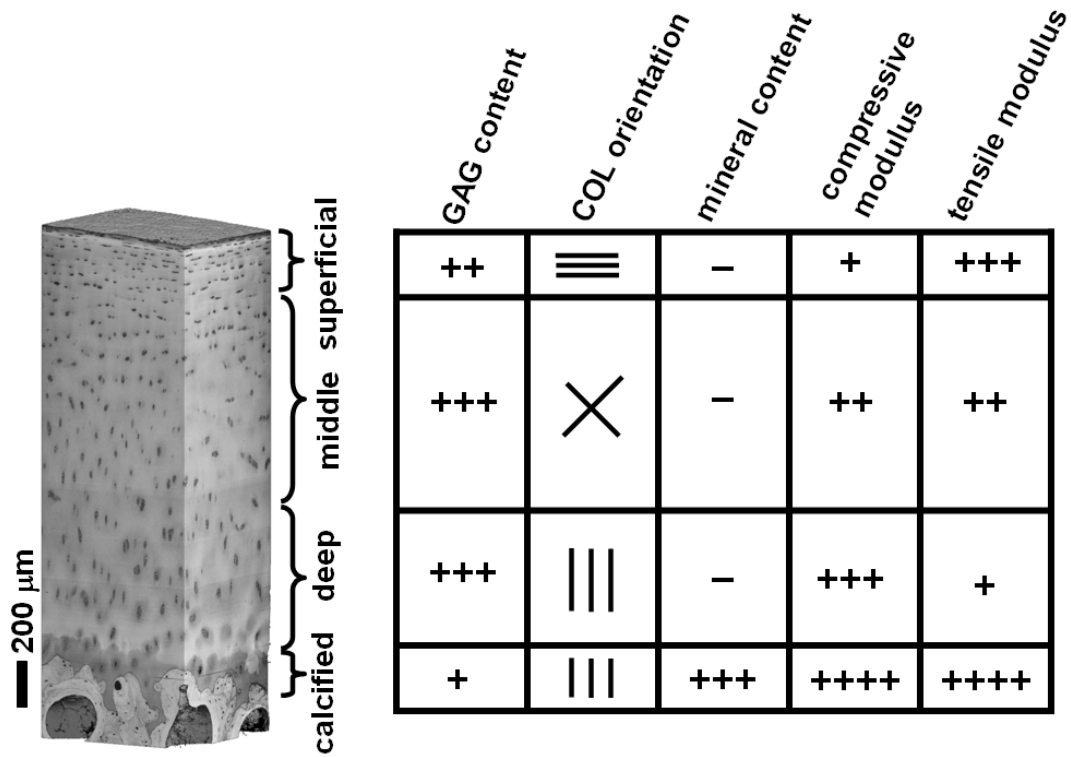 GAG content
COL orientation
mineral content
compressive
modulus
tensile modulus
superficial
++
–
+
+++
middle
+++
–
++
++
deep
+++
–
+++
+
calcified
+
+++
++++
++++
200 μm